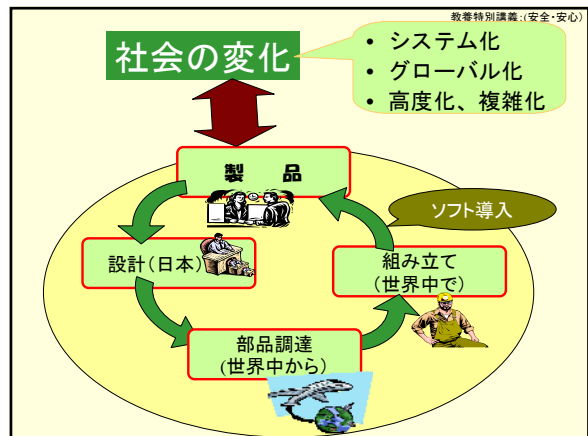 教養特別講義:(安全・安心)
社会の変化
• システム化
• グローバル化
• 高度化、複雑化
製 品
ソフト導入
設計(日本)
組み立て
(世界中で)
部品調達
(世界中から)